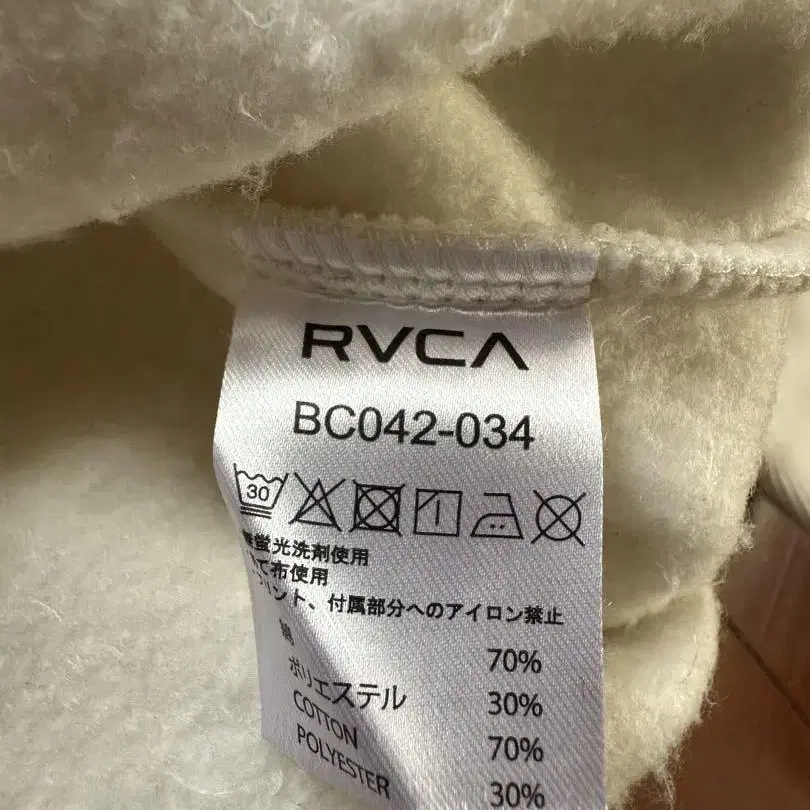 RVCA
BC042-034
30
蛍光洗剤使用
て布使用
リント、付属部分へのアイロン禁止
綿 70%
ポリエステル 30%
COTTON 70%
POLYESTER 30%